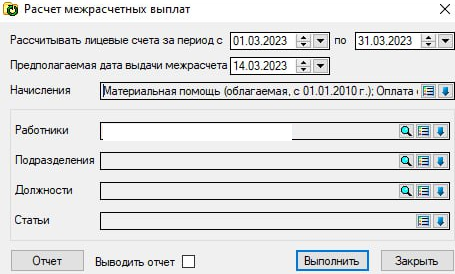 Расчет межрасчетных выплат
Рассчитывать лицевые счета за период с 01.03.2023 по 31.03.2023
Предполагаемая дата выдачи межрасчета 14.03.2023
Начисления Материальная помощь (облагаемая, с 01.01.2010 г.); Оплата
Работники
Подразделения
Должности
Статьи
Отчет Выводить отчет Выполнить Закрыть